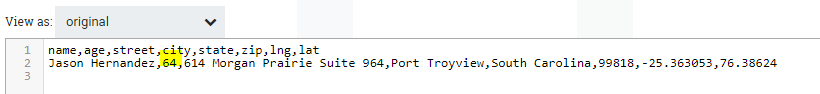 View as: original
1 name,age,street,city,state,zip,lng,lat
2 Jason Hernandez,64,614 Morgan Prairie Suite 964,Port Troyview,South Carolina,99818,-25.363053,76.38624
3